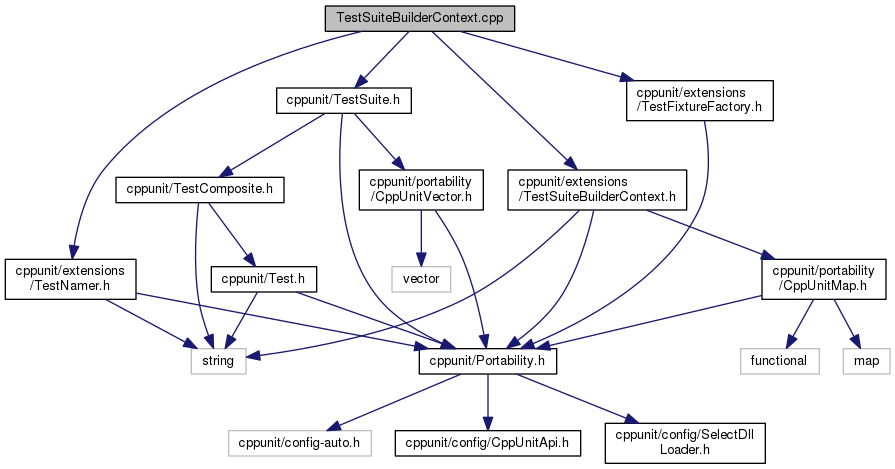 TestSuiteBuilderContext.cpp
cppunit/TestSuite.h
cppunit/extensions
/TestFixtureFactory.h
cppunit/TestComposite.h
cppunit/portability
/CppUnitVector.h
cppunit/extensions
/TestSuiteBuilderContext.h
cppunit/extensions
/TestNamer.h
cppunit/Test.h
vector
cppunit/portability
/CppUnitMap.h
string
cppunit/Portability.h
functional
map
cppunit/config-auto.h
cppunit/config/CppUnitApi.h
cppunit/config/SelectDll
Loader.h